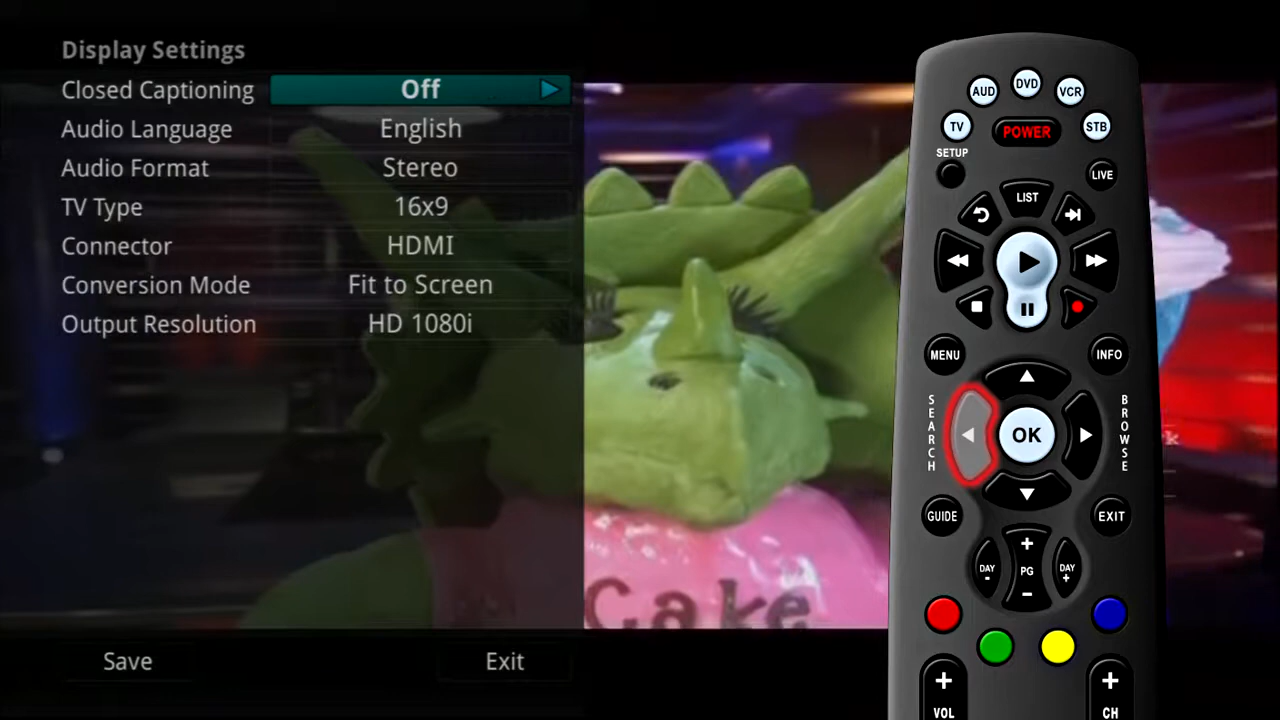 Display Settings
Closed Captioning Off
Audio Language English
Audio Format Stereo
TV Type 16x9
Connector HDMI
Conversion Mode Fit to Screen
Output Resolution HD 1080i
Save Exit
Cake
AUD DVD VCR
TV POWER STB
SETUP
LIVE
LIST
MENU INFO
SEARCH
OK
BROWSE
GUIDE EXIT
+
DAY - PG DAY +
-
+ +
VOL CH